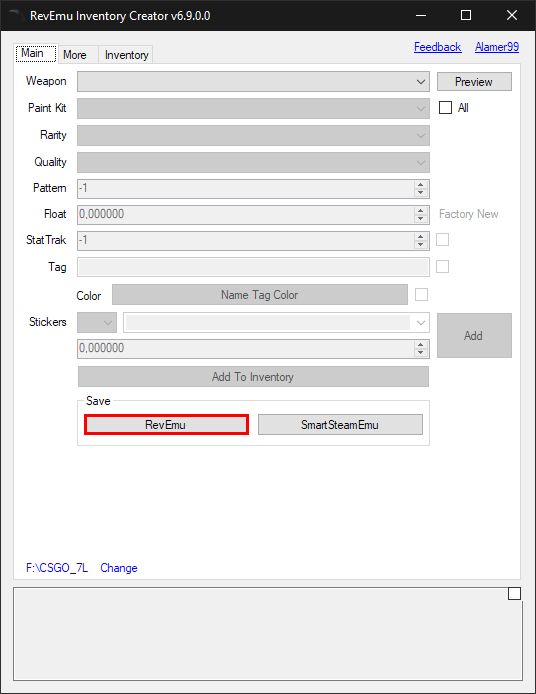 RevEmu Inventory Creator v6.9.0.0
Feedback Alamer99
Main More Inventory
Weapon Preview
Paint Kit All
Rarity
Quality
Pattern -1
Float 0,000000 Factory New
StatTrak -1
Tag
Color Name Tag Color
Stickers Add
0,000000
Add To Inventory
Save
RevEmu SmartSteamEmu
F:\CSGO_7L Change